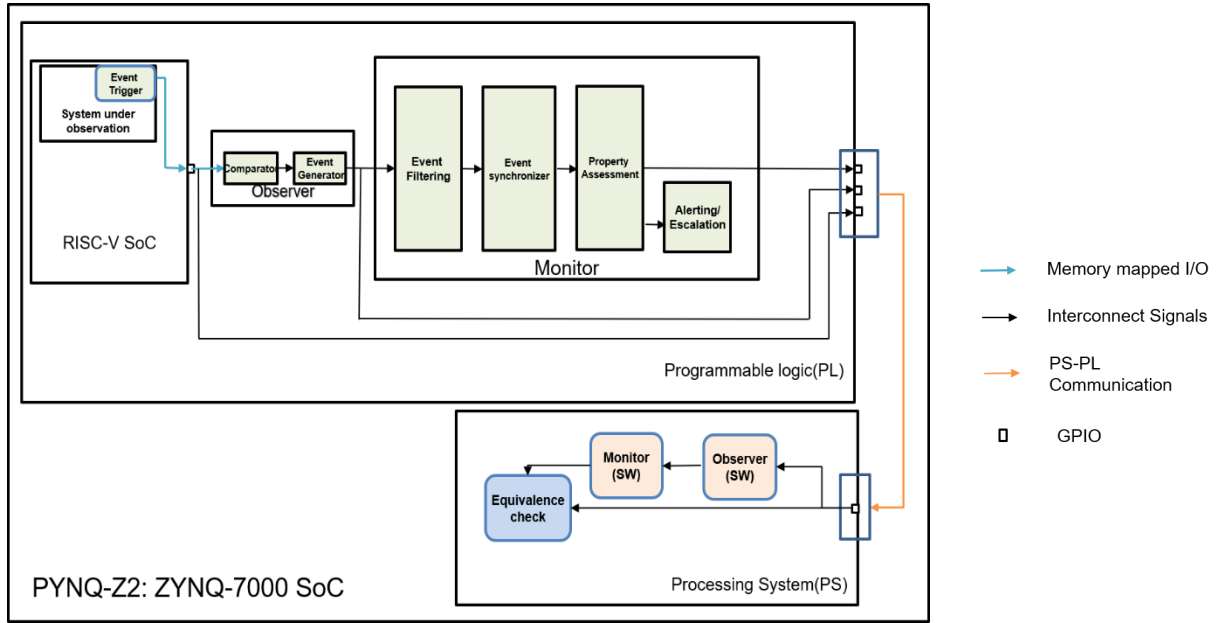 Event
Trigger
System under
observation
RISC-V SoC
Comparator
Event
Generator
Observer
Event
Filtering
Event
synchronizer
Property
Assessment
Alerting/
Escalation
Monitor
Programmable logic(PL)
Memory mapped I/O
Interconnect Signals
PS-PL
Communication
GPIO
Monitor
(SW)
Observer
(SW)
Equivalence
check
Processing System(PS)
PYNQ-Z2: ZYNQ-7000 SoC